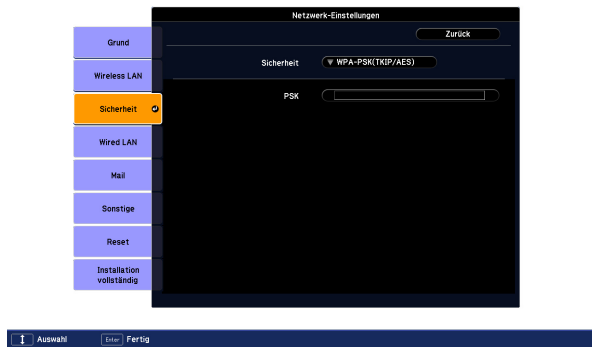 Netzwerk-Einstellungen
Zurück
Grund
Wireless LAN
Sicherheit
Wired LAN
Mail
Sonstige
Reset
Installation
vollständig
Sicherheit
WPA-PSK(TKIP/AES)
PSK
Auswahl
Enter Fertig